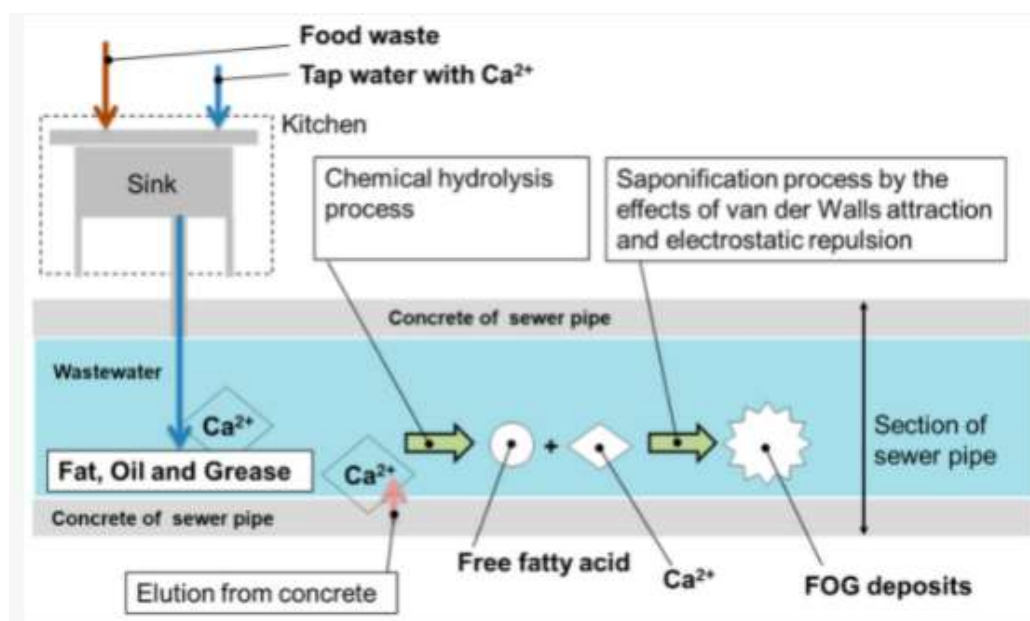 Food waste
Tap water with Ca²⁺
Kitchen
Sink
Chemical hydrolysis
process
Saponification process by the
effects of van der Walls attraction
and electrostatic repulsion
Concrete of sewer pipe
Wastewater
Ca²⁺
Fat, Oil and Grease
Ca²⁺
+
Section of
sewer pipe
Concrete of sewer pipe
Elution from concrete
Free fatty acid
Ca²⁺
FOG deposits